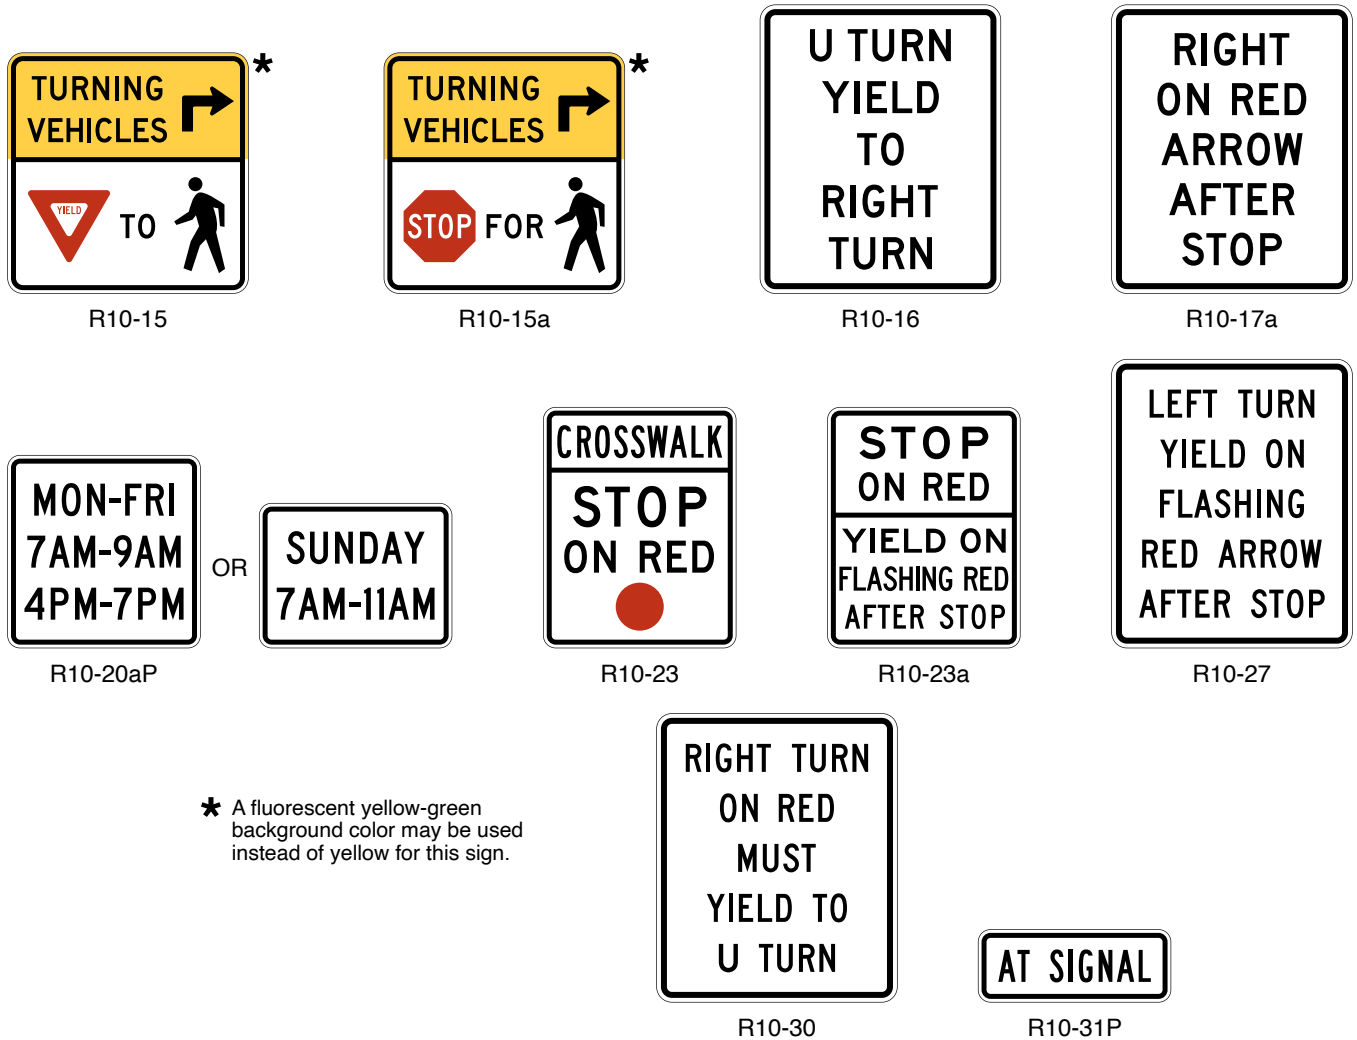 TURNING
VEHICLES
*
YIELD
TO
R10-15
TURNING
VEHICLES
*
STOP FOR
R10-15a
U TURN
YIELD
TO
RIGHT
TURN
R10-16
RIGHT
ON RED
ARROW
AFTER
STOP
R10-17a
MON-FRI
7AM-9AM
4PM-7PM
OR
SUNDAY
7AM-11AM
R10-20aP
CROSSWALK
STOP
ON RED
R10-23
STOP
ON RED
YIELD ON
FLASHING RED
AFTER STOP
R10-23a
LEFT TURN
YIELD ON
FLASHING
RED ARROW
AFTER STOP
R10-27
* A fluorescent yellow-green
background color may be used
instead of yellow for this sign.
RIGHT TURN
ON RED
MUST
YIELD TO
U TURN
R10-30
AT SIGNAL
R10-31P